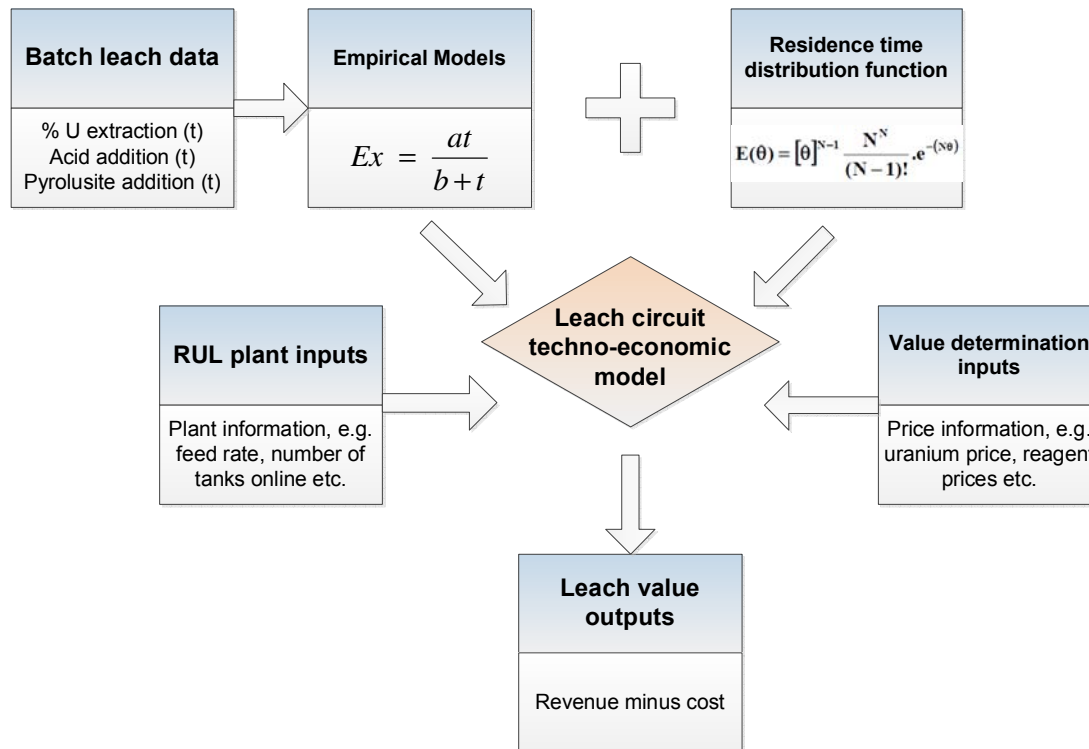 Batch leach data
% U extraction (t)
Acid addition (t)
Pyrolusite addition (t)
Empirical Models
Ex = at / b + t
Residence time
distribution function
E(θ) = [θ]^{N−1} N^N / (N−1)! .e^{−(Nθ)}
Leach circuit
techno-economic
model
RUL plant inputs
Plant information, e.g.
feed rate, number of
tanks online etc.
Value determination
inputs
Price information, e.g.
uranium price, reagent
prices etc.
Leach value
outputs
Revenue minus cost